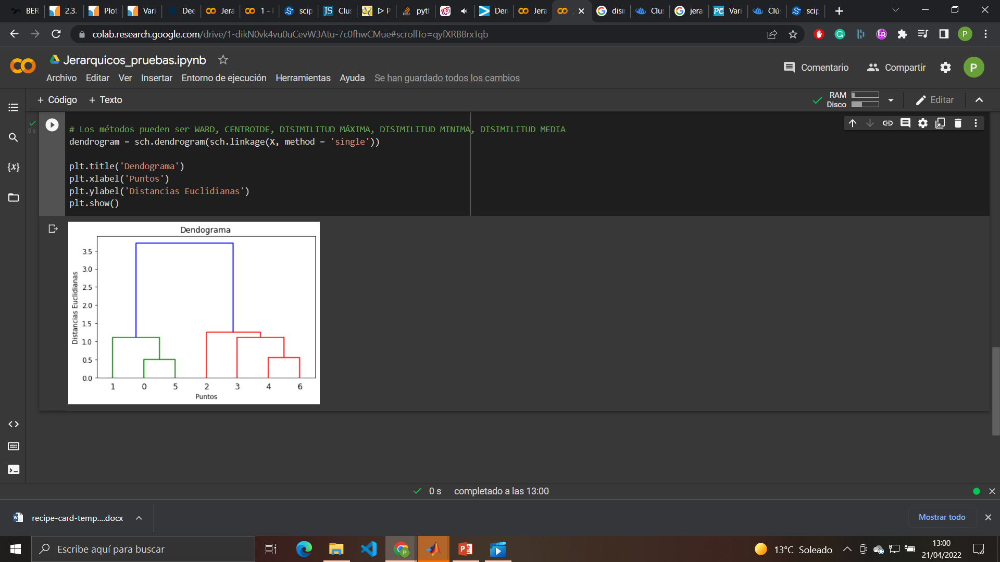 BER
2.3.
Plot
Vari
Dee
Jera
1 - I
scip
JS
Clus
P
pyth
Den
Jera
disin
Clus
jera
PC
Vari
Clús
scip
colab.research.google.com/drive/1-dikN0vk4vu0uCevW3Atu-7c0fhwCMue#scrollTo=qyfXRB8rxTqb
P
Jerarquicos_pruebas.ipynb
Archivo Editar Ver Insertar Entorno de ejecución Herramientas Ayuda Se han guardado todos los cambios
Comentario Compartir P
+ Código + Texto
RAM
Disco
Editar
0 s
# Los métodos pueden ser WARD, CENTROIDE, DISIMILITUD MÁXIMA, DISIMILITUD MINIMA, DISIMILITUD MEDIA
dendrogram = sch.dendrogram(sch.linkage(X, method = 'single'))
plt.title('Dendograma')
plt.xlabel('Puntos')
plt.ylabel('Distancias Euclidianas')
plt.show()
{x}
Dendograma
Distancias Euclidianas
3.5
3.0
2.5
2.0
1.5
1.0
0.5
0.0
1 0 5 2 3 4 6
Puntos
0 s completado a las 13:00
recipe-card-temp....docx
Mostrar todo
Escribe aquí para buscar
13°C Soleado
13:00
21/04/2022